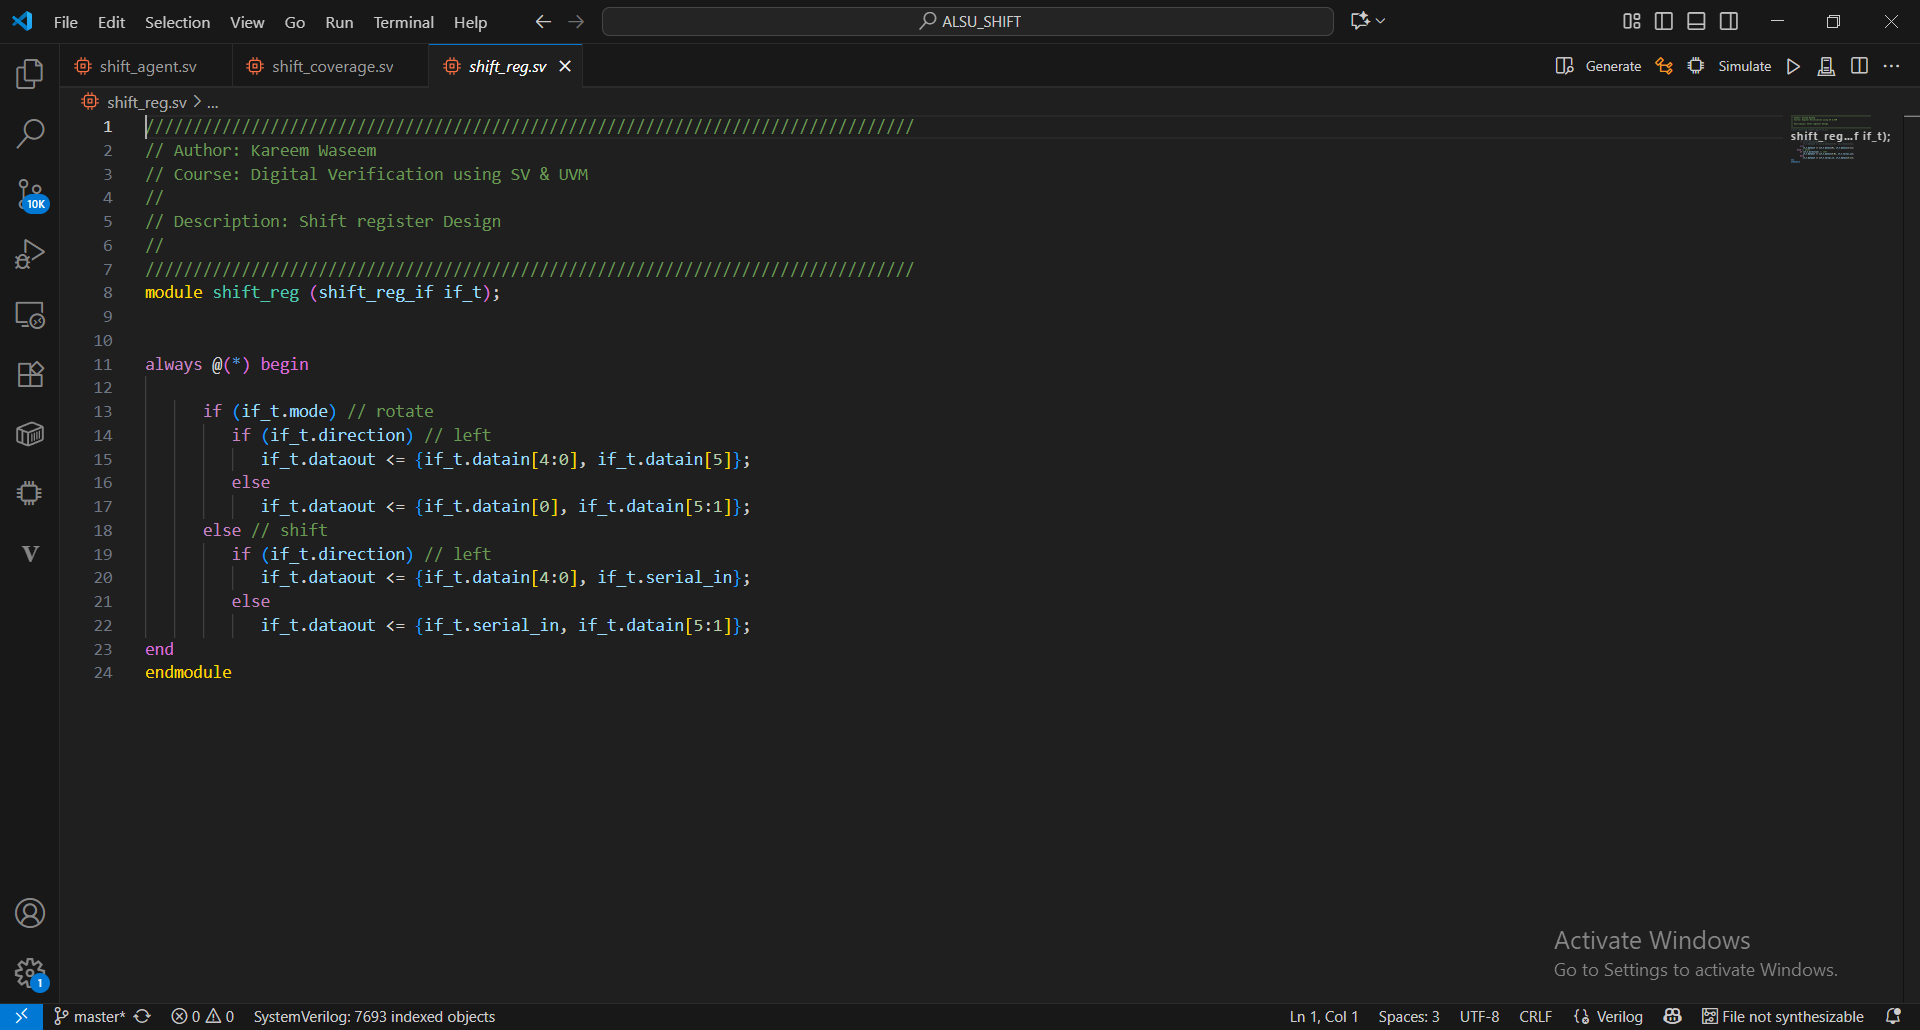 File Edit Selection View Go Run Terminal Help
ALSU_SHIFT
shift_agent.sv shift_coverage.sv shift_reg.sv
Generate Simulate
shift_reg.sv > ...
1 ////////////////////////////////////////////////////////////////////////////////
2 // Author: Kareem Waseem
3 // Course: Digital Verification using SV & UVM
4 //
5 // Description: Shift register Design
6 //
7 ////////////////////////////////////////////////////////////////////////////////
8 module shift_reg (shift_reg_if if_t);
9
10
11 always @(*) begin
12
13 if (if_t.mode) // rotate
14 if (if_t.direction) // left
15 if_t.dataout <= {if_t.datain[4:0], if_t.datain[5]};
16 else
17 if_t.dataout <= {if_t.datain[0], if_t.datain[5:1]};
18 else // shift
19 if (if_t.direction) // left
20 if_t.dataout <= {if_t.datain[4:0], if_t.serial_in};
21 else
22 if_t.dataout <= {if_t.serial_in, if_t.datain[5:1]};
23 end
24 endmodule
shift_reg...f if_t);
10K
V
1
Activate Windows
Go to Settings to activate Windows.
master* 0 0 SystemVerilog: 7693 indexed objects
Ln 1, Col 1 Spaces: 3 UTF-8 CRLF Verilog File not synthesizable